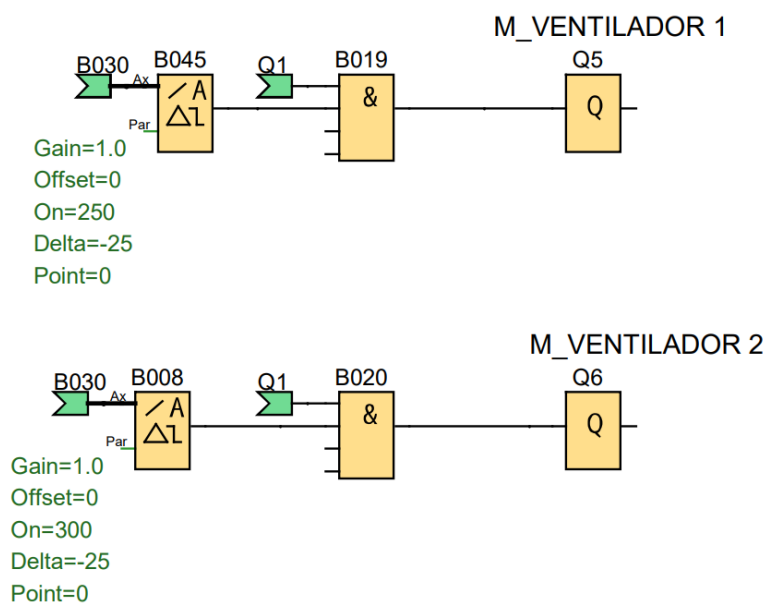 M_VENTILADOR 1
B030 B045 Q1 B019 Q5
Ax
A
&
Q
Par
Gain=1.0
Offset=0
On=250
Delta=-25
Point=0
M_VENTILADOR 2
B030 B008 Q1 B020 Q6
Ax
A
&
Q
Par
Gain=1.0
Offset=0
On=300
Delta=-25
Point=0